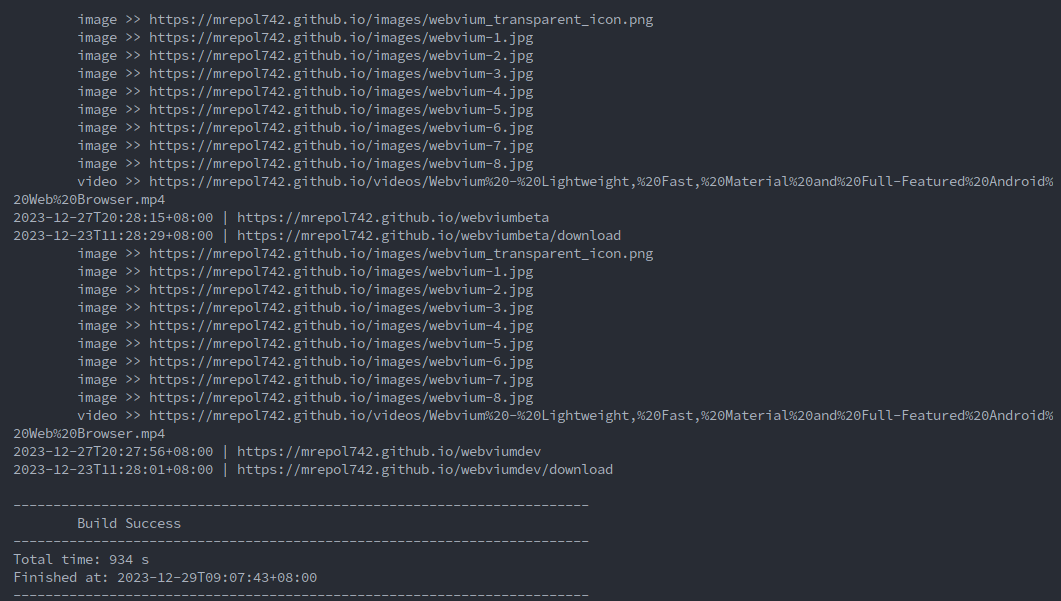 image >> https://mrepol742.github.io/images/webvium_transparent_icon.png
image >> https://mrepol742.github.io/images/webvium-1.jpg
image >> https://mrepol742.github.io/images/webvium-2.jpg
image >> https://mrepol742.github.io/images/webvium-3.jpg
image >> https://mrepol742.github.io/images/webvium-4.jpg
image >> https://mrepol742.github.io/images/webvium-5.jpg
image >> https://mrepol742.github.io/images/webvium-6.jpg
image >> https://mrepol742.github.io/images/webvium-7.jpg
image >> https://mrepol742.github.io/images/webvium-8.jpg
video >> https://mrepol742.github.io/videos/Webvium%20-%20Lightweight,%20Fast,%20Material%20and%20Full-Featured%20Android%
20Web%20Browser.mp4
2023-12-27T20:28:15+08:00 | https://mrepol742.github.io/webviumbeta
2023-12-23T11:28:29+08:00 | https://mrepol742.github.io/webviumbeta/download
image >> https://mrepol742.github.io/images/webvium_transparent_icon.png
image >> https://mrepol742.github.io/images/webvium-1.jpg
image >> https://mrepol742.github.io/images/webvium-2.jpg
image >> https://mrepol742.github.io/images/webvium-3.jpg
image >> https://mrepol742.github.io/images/webvium-4.jpg
image >> https://mrepol742.github.io/images/webvium-5.jpg
image >> https://mrepol742.github.io/images/webvium-6.jpg
image >> https://mrepol742.github.io/images/webvium-7.jpg
image >> https://mrepol742.github.io/images/webvium-8.jpg
video >> https://mrepol742.github.io/videos/Webvium%20-%20Lightweight,%20Fast,%20Material%20and%20Full-Featured%20Android%
20Web%20Browser.mp4
2023-12-27T20:27:56+08:00 | https://mrepol742.github.io/webviumdev
2023-12-23T11:28:01+08:00 | https://mrepol742.github.io/webviumdev/download
------------------------------------------------------------------------
Build Success
------------------------------------------------------------------------
Total time: 934 s
Finished at: 2023-12-29T09:07:43+08:00
------------------------------------------------------------------------